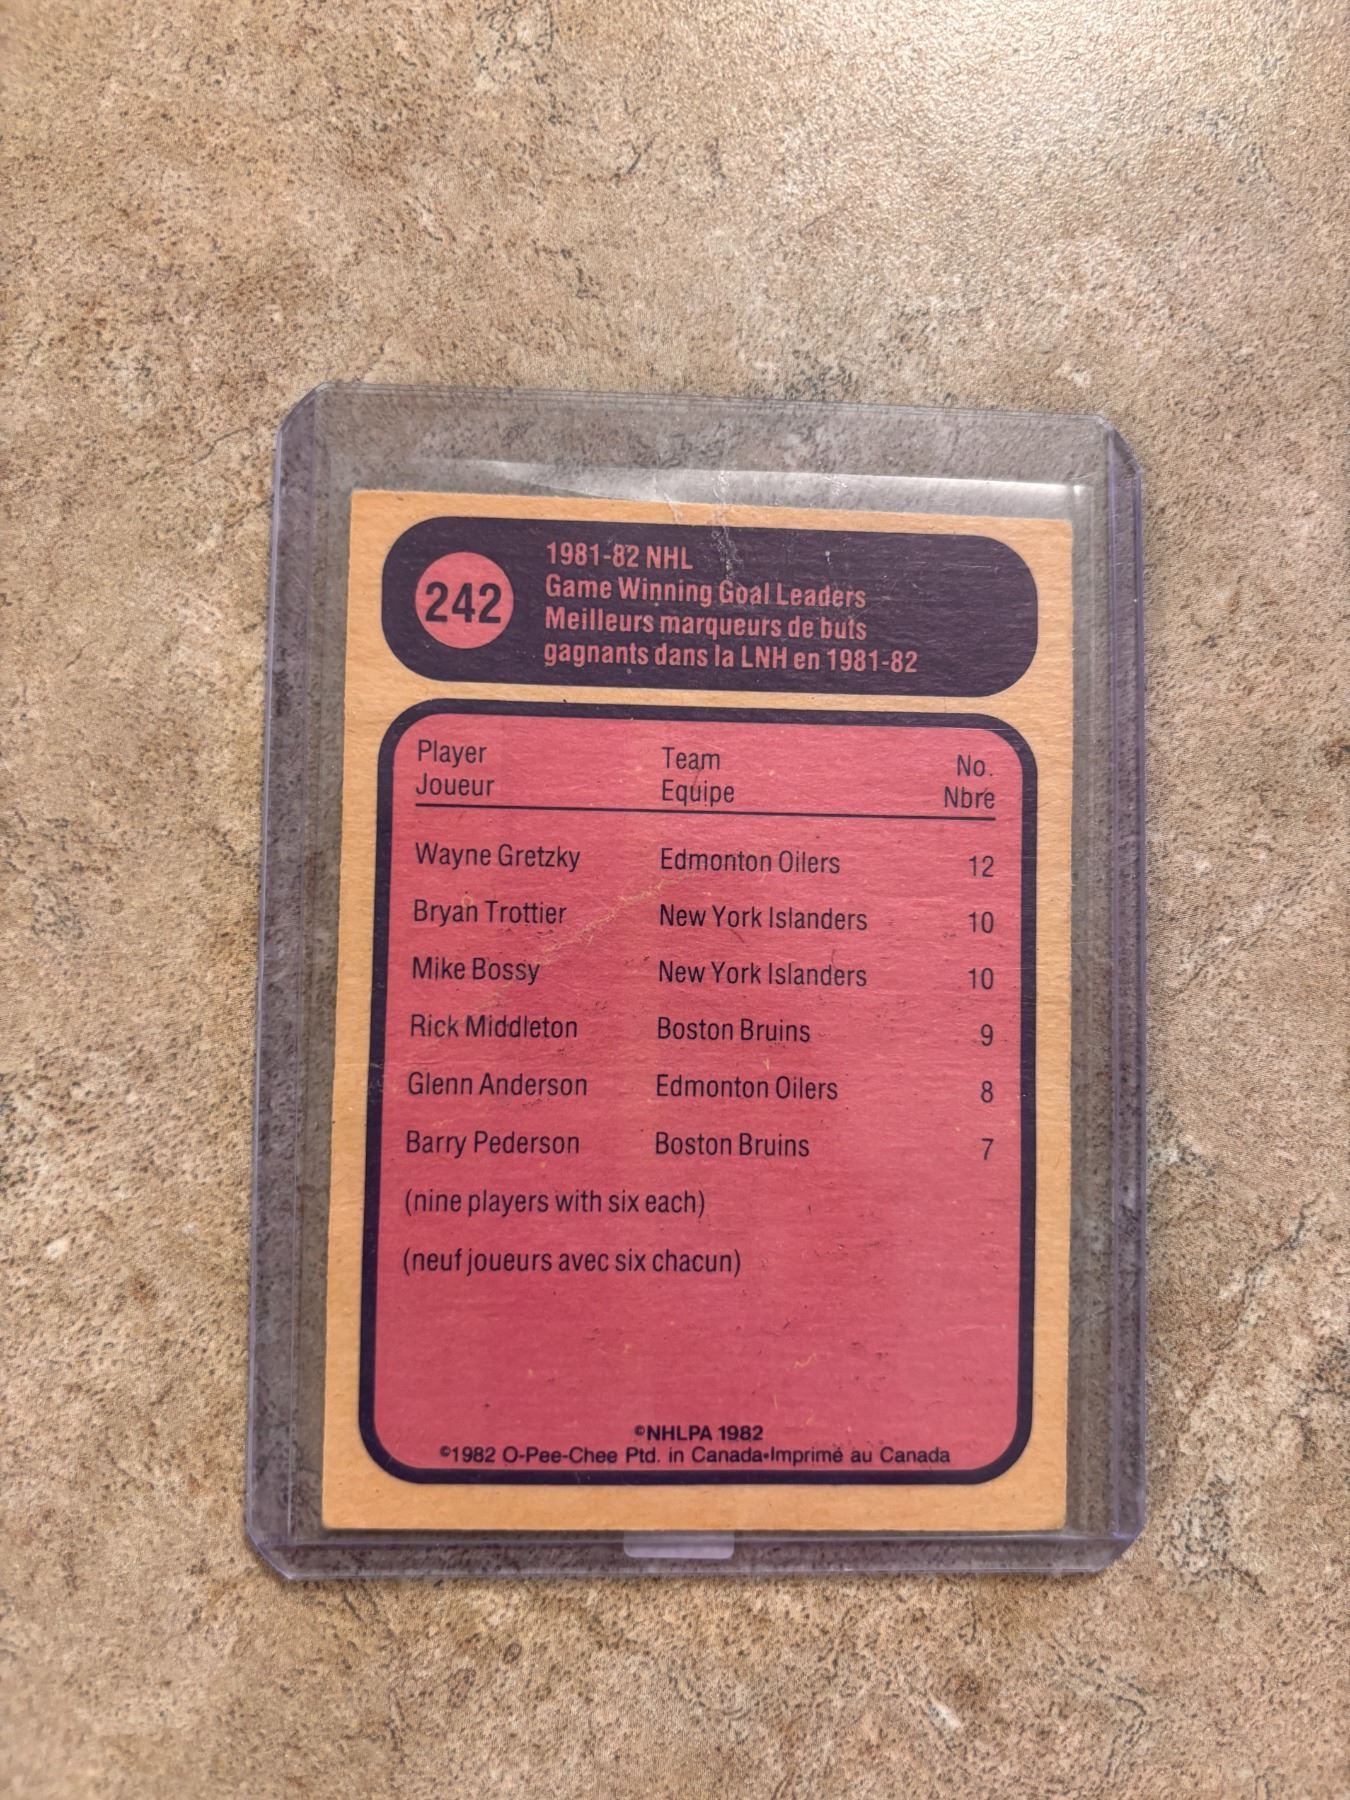 242
1981-82 NHL
Game Winning Goal Leaders
Meilleurs marqueurs de buts
gagnants dans la LNH en 1981-82
Player Team No.
Joueur Equipe Nbre
Wayne Gretzky Edmonton Oilers 12
Bryan Trottier New York Islanders 10
Mike Bossy New York Islanders 10
Rick Middleton Boston Bruins 9
Glenn Anderson Edmonton Oilers 8
Barry Pederson Boston Bruins 7
(nine players with six each)
(neuf joueurs avec six chacun)
©NHLPA 1982
©1982 O-Pee-Chee Ptd. in Canada•Imprimé au Canada